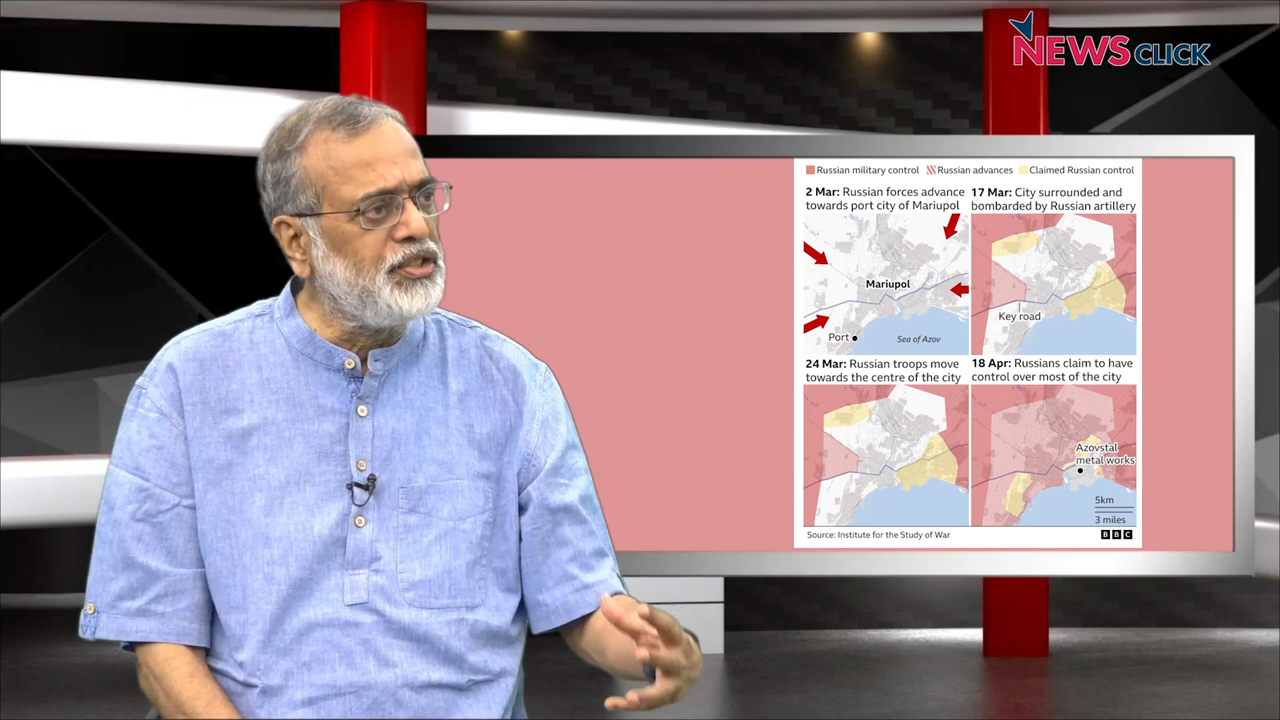 NEWSCLICK
Russian military control Russian advances Claimed Russian control
2 Mar: Russian forces advance
towards port city of Mariupol
17 Mar: City surrounded and
bombarded by Russian artillery
Mariupol
Port
Sea of Azov
Key road
24 Mar: Russian troops move
towards the centre of the city
18 Apr: Russians claim to have
control over most of the city
Azovstal
metal works
5km
3 miles
Source: Institute for the Study of War
BBC